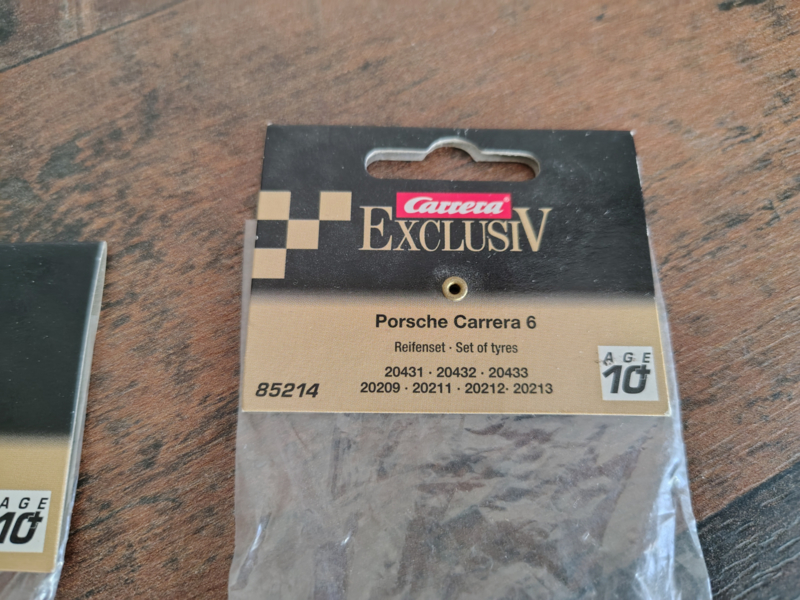 Carrera®
EXCLUSIV
Porsche Carrera 6
Reifenset · Set of tyres
20431 · 20432 · 20433
20209 · 20211 · 20212· 20213
85214
AGE
10+
AGE
10+